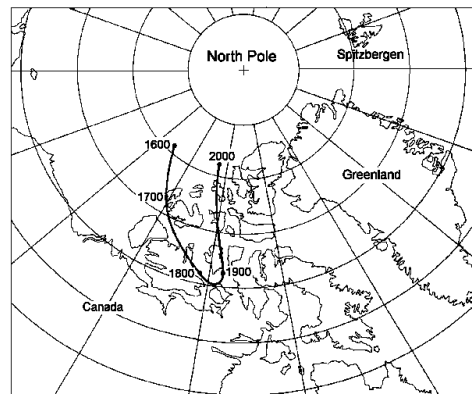 North Pole
Spitzbergen
1600
2000
Greenland
1700
1800
1900
Canada